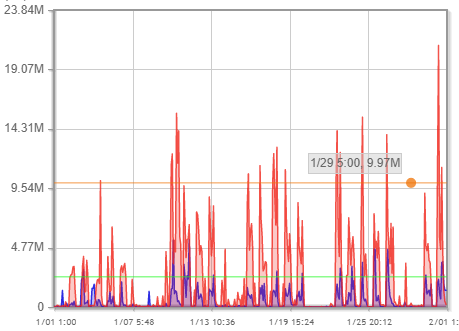 23.84M
19.07M
14.31M
1/29 5:00, 9.97M
9.54M
4.77M
0
1/01 1:00
1/07 5:48
1/13 10:36
1/19 15:24
1/25 20:12
2/01 1: